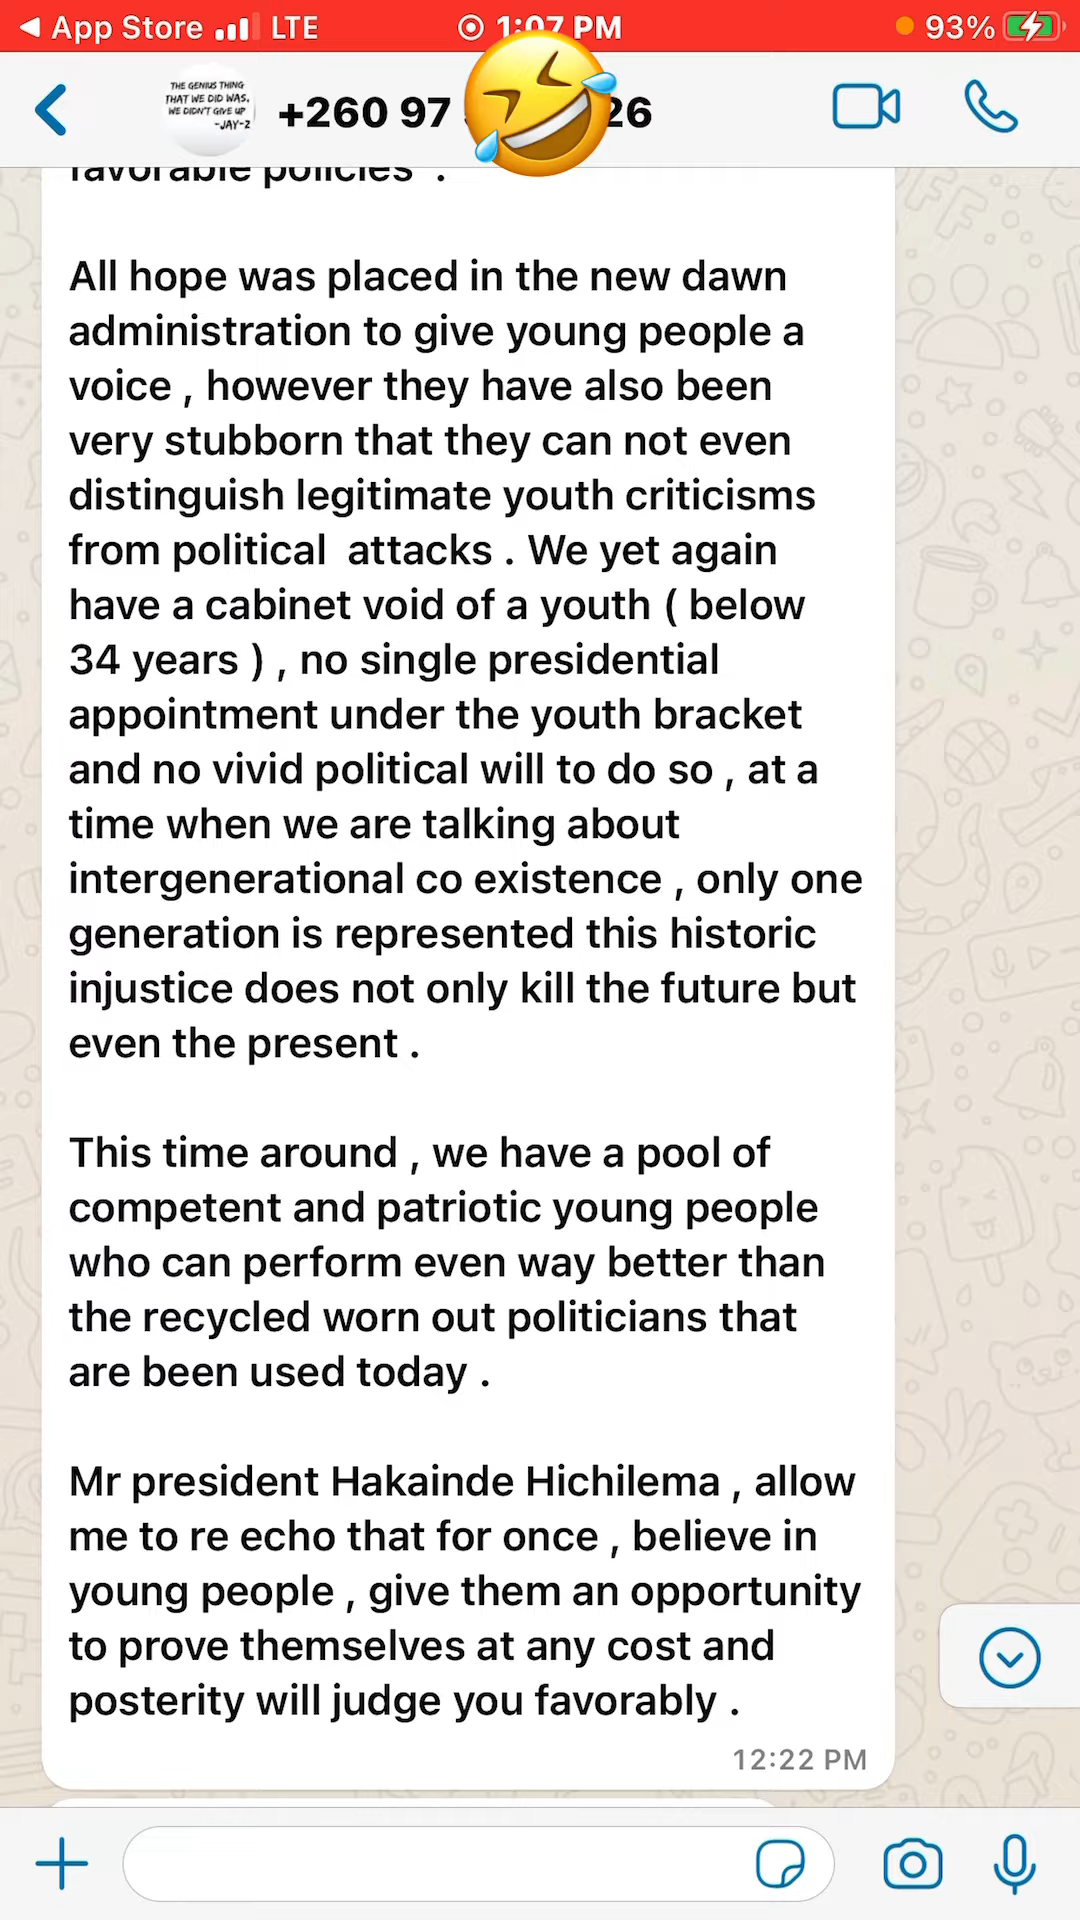 App Store LTE 1:07 PM 93%
THE GENIUS THING
THAT WE DID WAS,
WE DIDN'T GIVE UP
-JAY-Z
+260 97 26
favorable policies .
All hope was placed in the new dawn
administration to give young people a
voice , however they have also been
very stubborn that they can not even
distinguish legitimate youth criticisms
from political  attacks . We yet again
have a cabinet void of a youth ( below
34 years ) , no single presidential
appointment under the youth bracket
and no vivid political will to do so , at a
time when we are talking about
intergenerational co existence , only one
generation is represented this historic
injustice does not only kill the future but
even the present .
This time around , we have a pool of
competent and patriotic young people
who can perform even way better than
the recycled worn out politicians that
are been used today .
Mr president Hakainde Hichilema , allow
me to re echo that for once , believe in
young people , give them an opportunity
to prove themselves at any cost and
posterity will judge you favorably .
12:22 PM